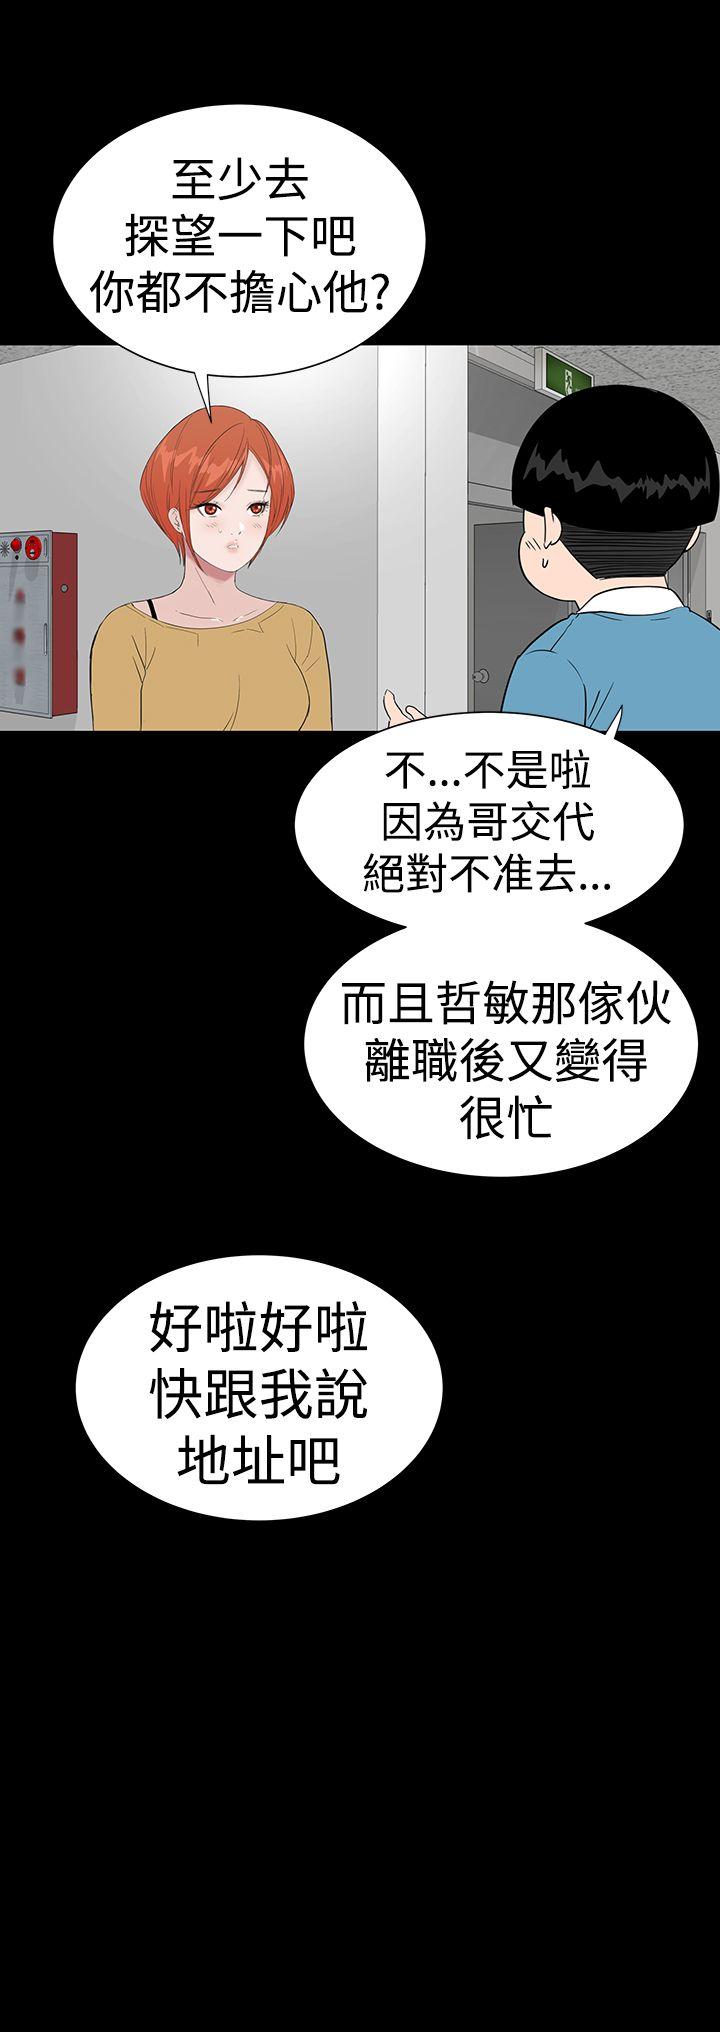 至少去
探望一下吧
你都不擔心他?
不...不是啦
因為哥交代
絕對不准去...
而且哲敏那傢伙
離職後又變得
很忙
好啦好啦
快跟我說
地址吧